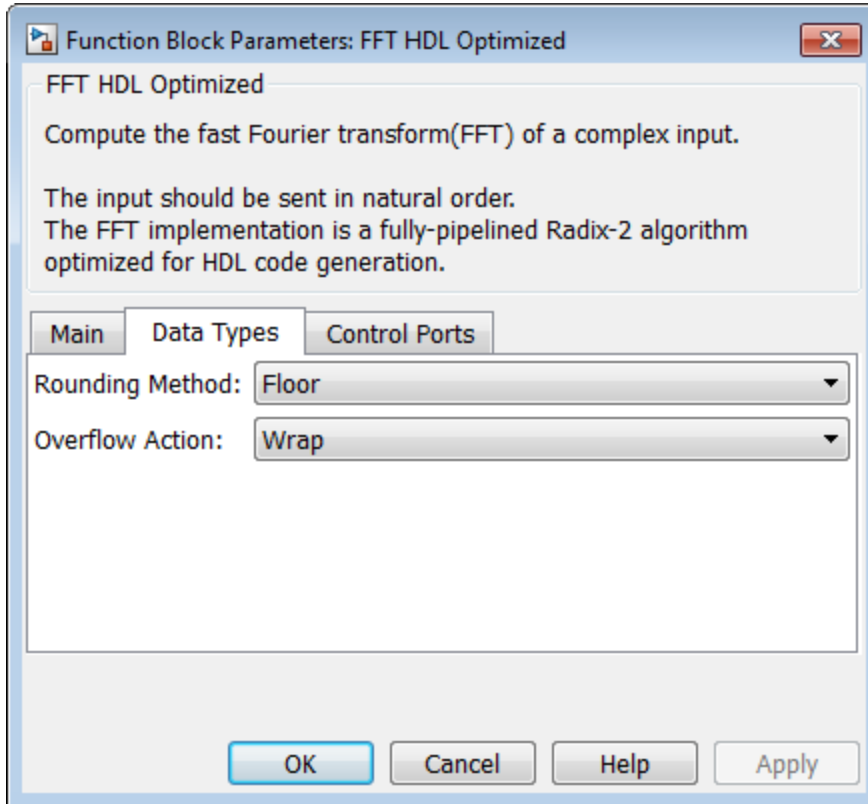 Function Block Parameters: FFT HDL Optimized
FFT HDL Optimized
Compute the fast Fourier transform(FFT) of a complex input.
The input should be sent in natural order.
The FFT implementation is a fully-pipelined Radix-2 algorithm
optimized for HDL code generation.
Main Data Types Control Ports
Rounding Method: Floor
Overflow Action: Wrap
OK Cancel Help Apply